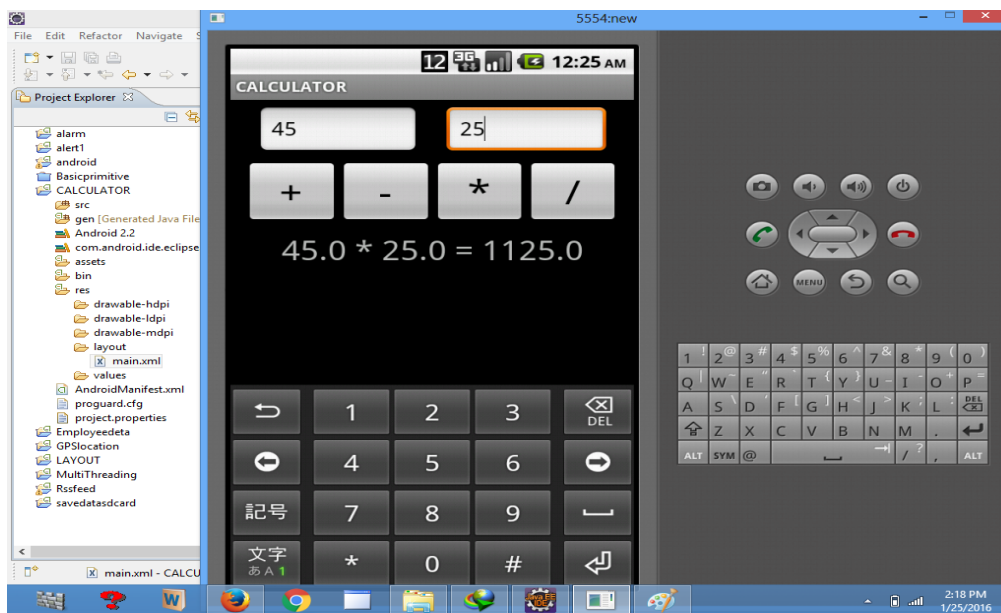 5554:new
File Edit Refactor Navigate
Project Explorer
alarm
alert1
android
Basicprimitive
CALCULATOR
src
gen [Generated Java File
Android 2.2
com.android.ide.eclipse
assets
bin
res
drawable-hdpi
drawable-ldpi
drawable-mdpi
layout
main.xml
values
AndroidManifest.xml
proguard.cfg
project.properties
Employeedeta
GPSlocation
LAYOUT
MultiThreading
Rssfeed
savedatasdcard
main.xml - CALCU
12 3G 12:25 AM
CALCULATOR
45 25
+ - * /
45.0 * 25.0 = 1125.0
1 2 3 DEL
4 5 6
記号 7 8 9
文字 あA1 * 0 #
MENU
1 ! 2 @ 3 # 4 $ 5 % 6 ^ 7 & 8 * 9 ( 0 )
Q | W ~ E " R ` T { Y } U _ I - O + P =
A S \ D ' F [ G ] H < J > K ; L : DEL
Z X C V B N M .
ALT SYM @ / ? , ALT
W
Java EE
IDE
2:18 PM
1/25/2016